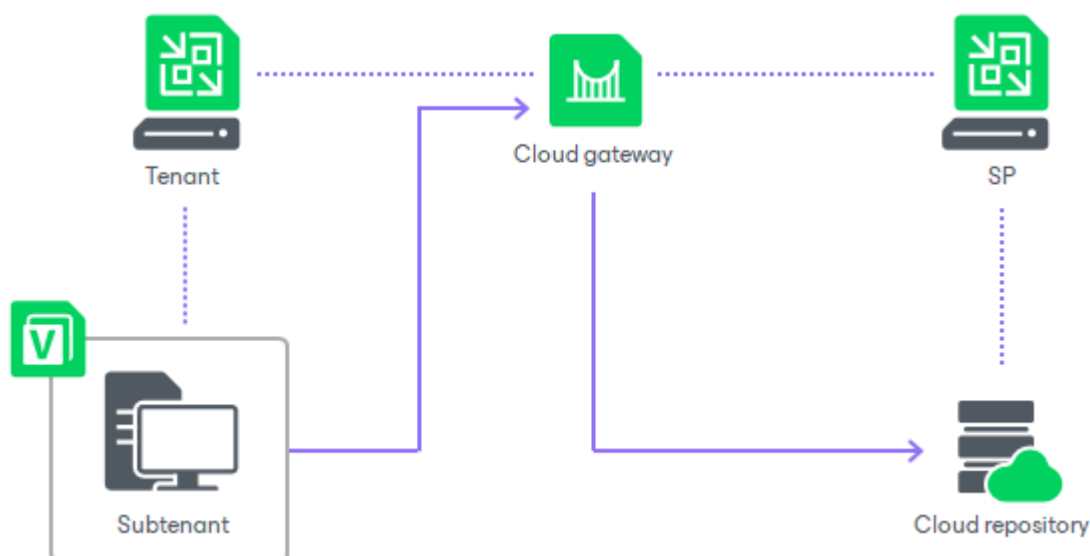 Tenant
Cloud gateway
SP
V
Subtenant
Cloud repository